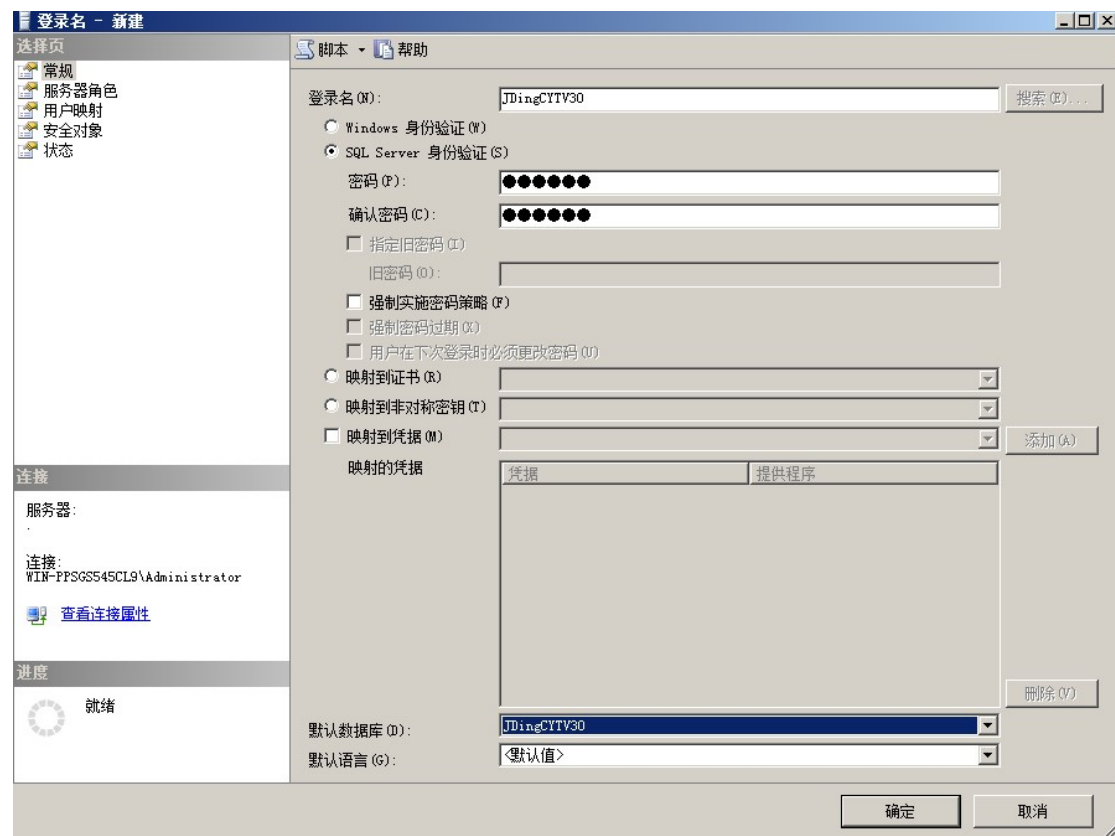 登录名 - 新建
选择页
常规
服务器角色
用户映射
安全对象
状态
连接
服务器:
.
连接:
WIN-PPSGS545CL9\Administrator
查看连接属性
进度
就绪
脚本 帮助
登录名(N): JDingCYTV30 搜索(E)...
Windows 身份验证(W)
SQL Server 身份验证(S)
密码(P): ●●●●●●
确认密码(C): ●●●●●●
指定旧密码(I)
旧密码(O):
强制实施密码策略(F)
强制密码过期(X)
用户在下次登录时必须更改密码(U)
映射到证书(R)
映射到非对称密钥(T)
映射到凭据(M) 添加(A)
映射的凭据 凭据 提供程序
删除(V)
默认数据库(D): JDingCYTV30
默认语言(G): <默认值>
确定 取消